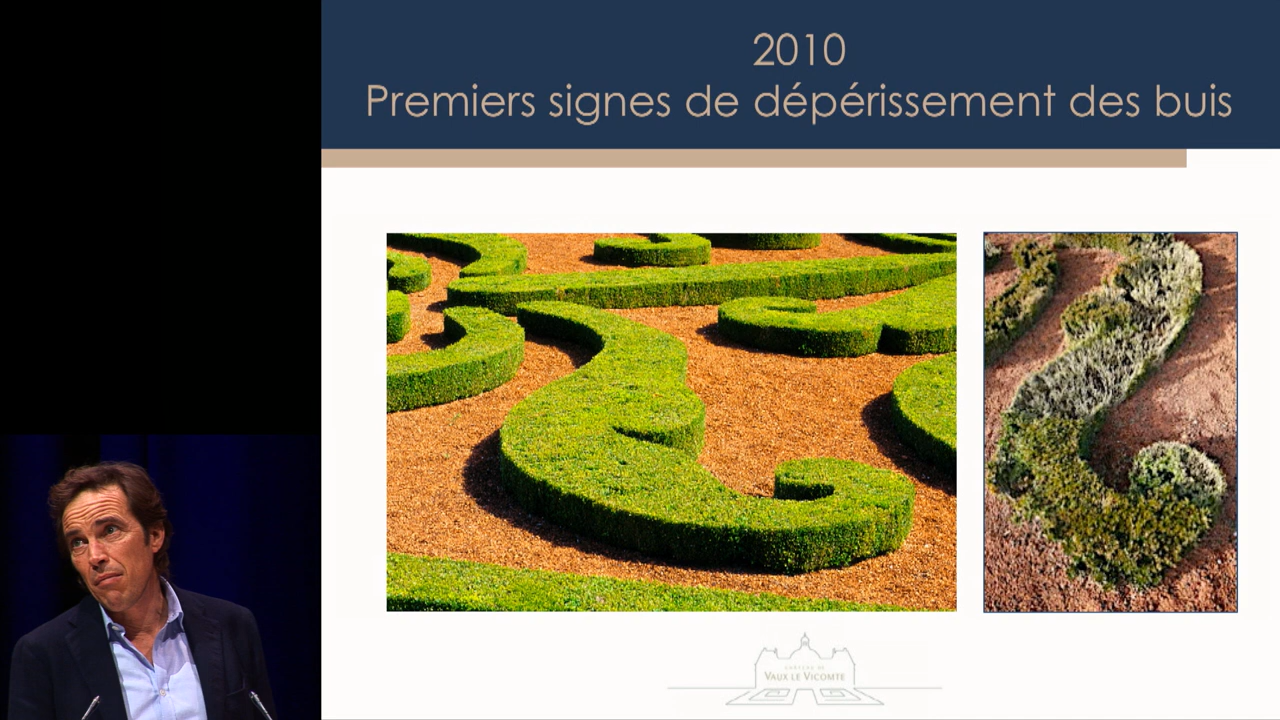 2010
Premiers signes de dépérissement des buis
CHÂTEAU DE
VAUX LE VICOMTE